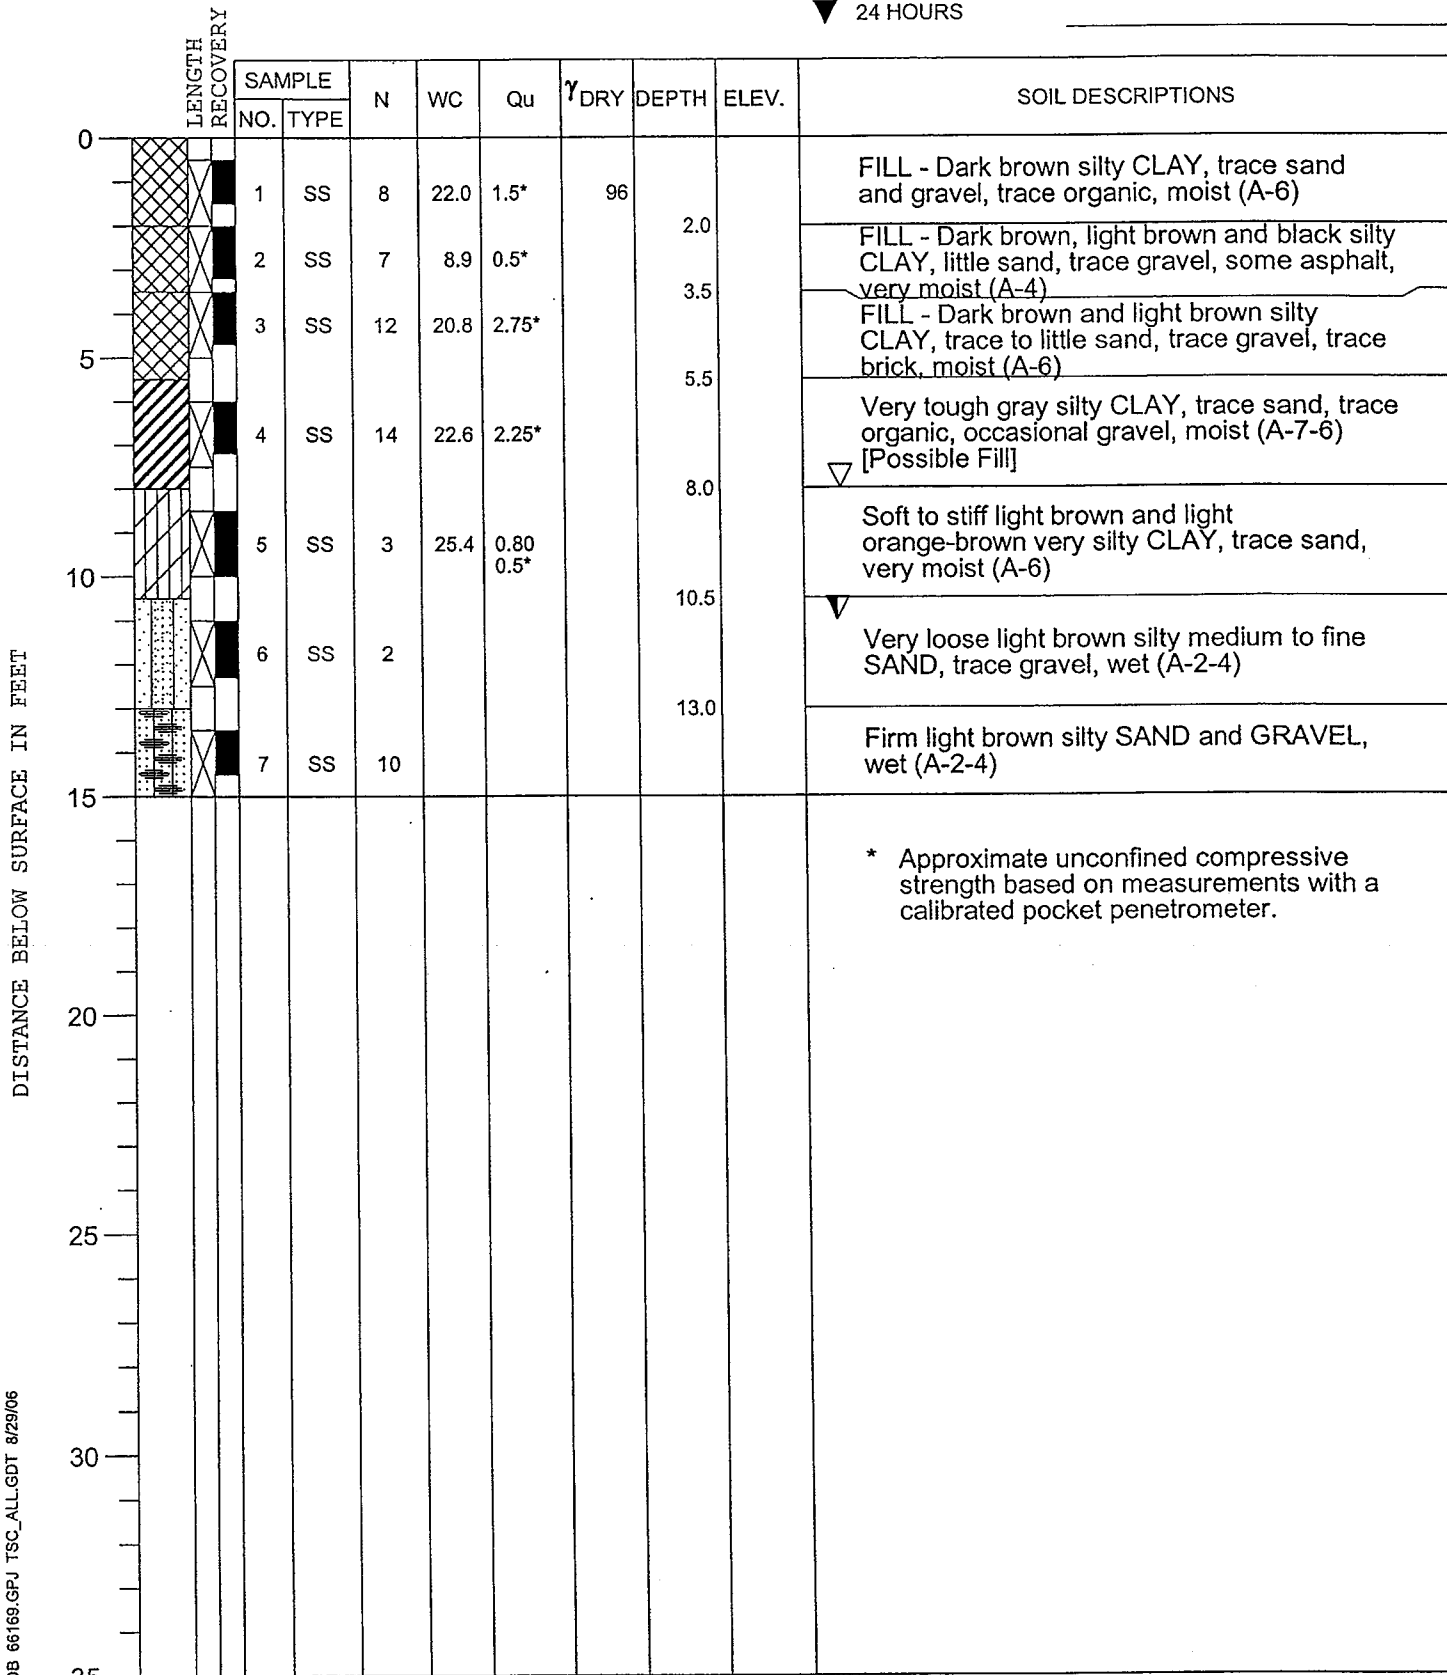 24 HOURS
LENGTH
RECOVERY
SAMPLE
NO. TYPE
N
WC
Qu
γDRY
DEPTH
ELEV.
SOIL DESCRIPTIONS
0
1 SS 8 22.0 1.5* 96
FILL - Dark brown silty CLAY, trace sand
and gravel, trace organic, moist (A-6)
2.0
2 SS 7 8.9 0.5*
FILL - Dark brown, light brown and black silty
CLAY, little sand, trace gravel, some asphalt,
very moist (A-4)
3.5
3 SS 12 20.8 2.75*
FILL - Dark brown and light brown silty
CLAY, trace to little sand, trace gravel, trace
brick, moist (A-6)
5
5.5
4 SS 14 22.6 2.25*
Very tough gray silty CLAY, trace sand, trace
organic, occasional gravel, moist (A-7-6)
[Possible Fill]
8.0
5 SS 3 25.4 0.80
0.5*
Soft to stiff light brown and light
orange-brown very silty CLAY, trace sand,
very moist (A-6)
10
10.5
6 SS 2
Very loose light brown silty medium to fine
SAND, trace gravel, wet (A-2-4)
13.0
7 SS 10
Firm light brown silty SAND and GRAVEL,
wet (A-2-4)
15
* Approximate unconfined compressive
strength based on measurements with a
calibrated pocket penetrometer.
20
25
30
35
DISTANCE BELOW SURFACE IN FEET
66169.GPJ TSC_ALL.GDT 8/29/06